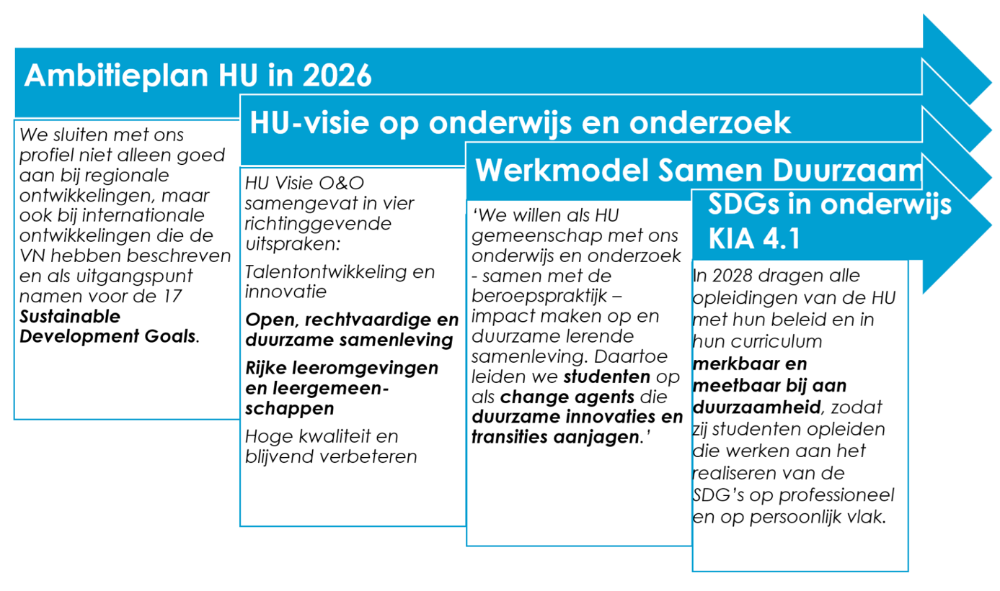 Ambitieplan HU in 2026
We sluiten met ons
profiel niet alleen goed
aan bij regionale
ontwikkelingen, maar
ook bij internationale
ontwikkelingen die de
VN hebben beschreven
en als uitgangspunt
namen voor de 17
Sustainable
Development Goals.
HU-visie op onderwijs en onderzoek
HU Visie O&O
samengevat in vier
richtinggevende
uitspraken:
Talentontwikkeling en
innovatie
Open, rechtvaardige en
duurzame samenleving
Rijke leeromgevingen
en leergemeen-
schappen
Hoge kwaliteit en
blijvend verbeteren
Werkmodel Samen Duurzaam
‘We willen als HU
gemeenschap met ons
onderwijs en onderzoek
- samen met de
beroepspraktijk –
impact maken op en
duurzame lerende
samenleving. Daartoe
leiden we studenten op
als change agents die
duurzame innovaties en
transities aanjagen.’
SDGs in onderwijs
KIA 4.1
In 2028 dragen alle
opleidingen van de HU
met hun beleid en in
hun curriculum
merkbaar en
meetbaar bij aan
duurzaamheid, zodat
zij studenten opleiden
die werken aan het
realiseren van de
SDG’s op professioneel
en op persoonlijk vlak.